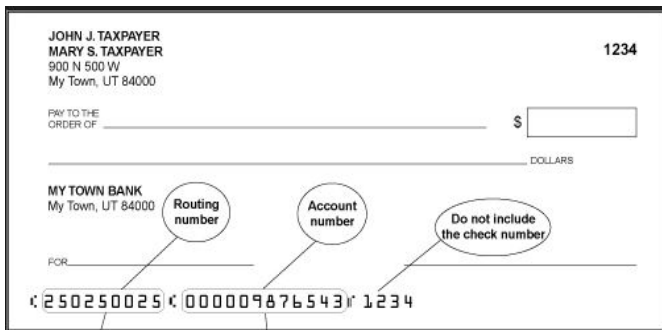 JOHN J. TAXPAYER
MARY S. TAXPAYER
900 N 500 W
My Town, UT 84000
1234
PAY TO THE
ORDER OF
$
DOLLARS
MY TOWN BANK
My Town, UT 84000
Routing
number
Account
number
Do not include
the check number
FOR
⑆250250025⑆000009876543⑈1234